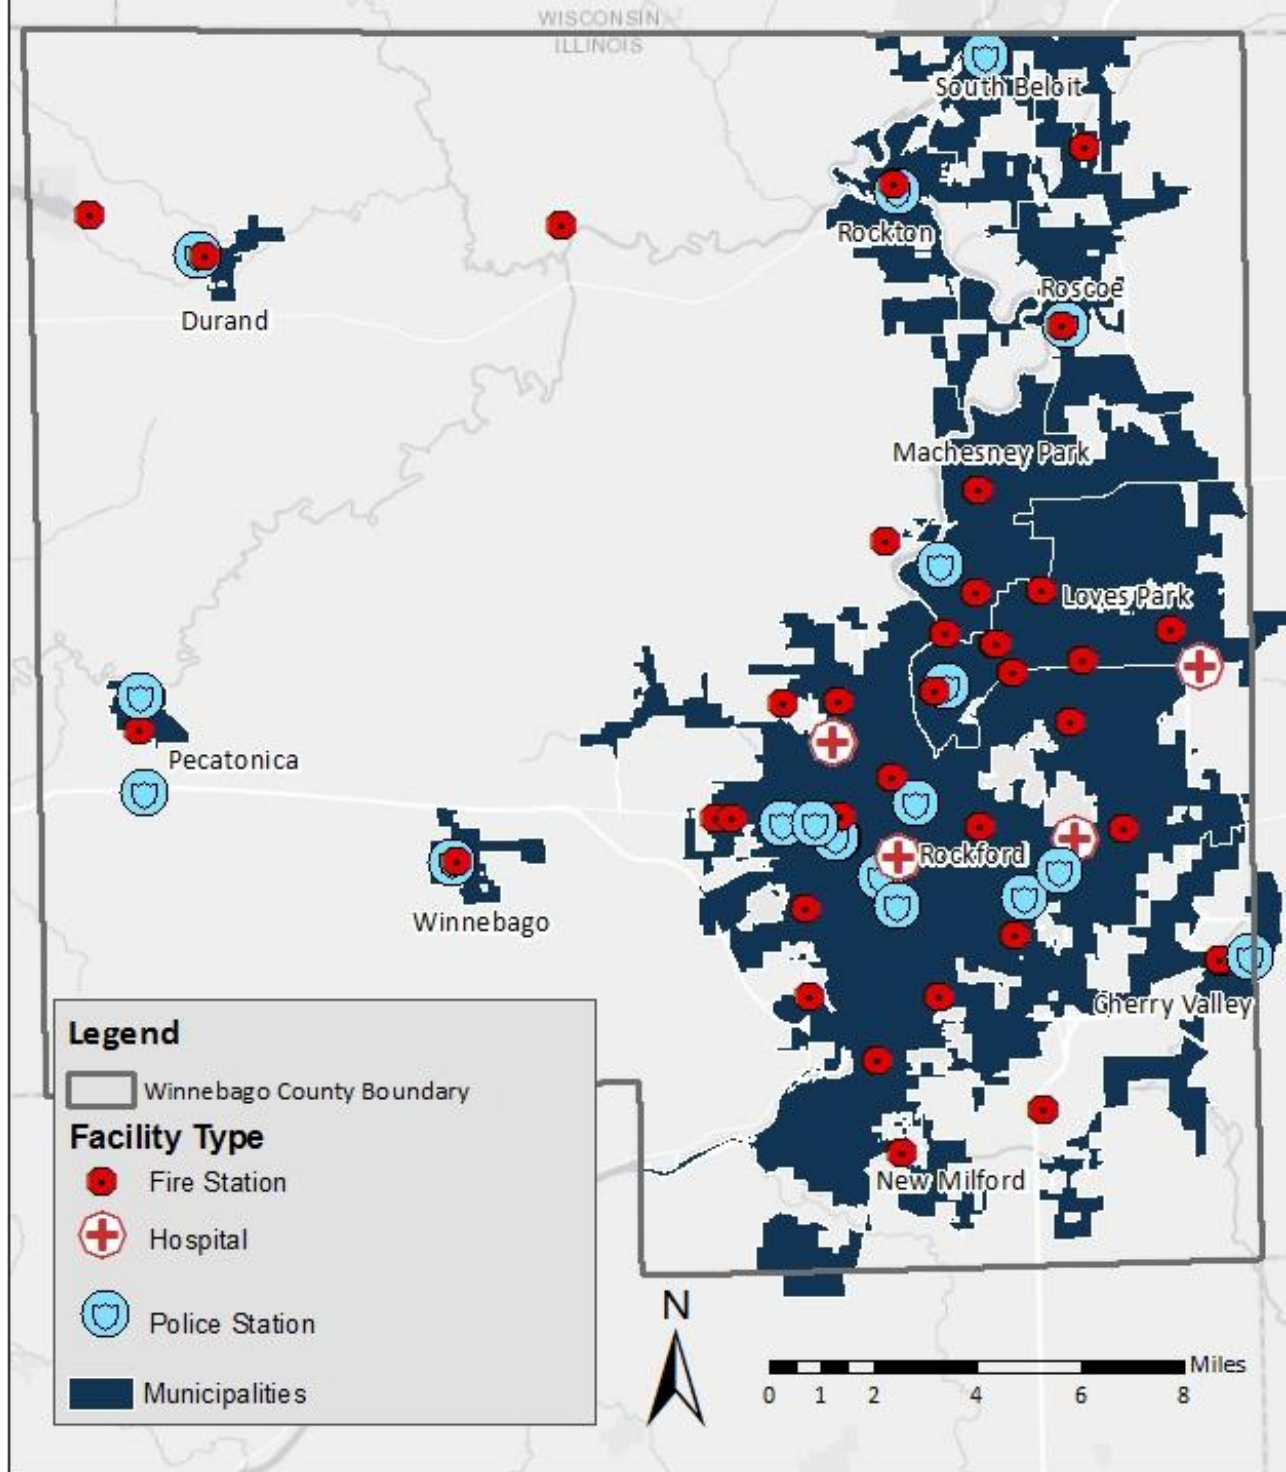 WISCONSIN
ILLINOIS
South Beloit
Rockton
Roscoe
Durand
Machesney Park
Loves Park
Pecatonica
Rockford
Winnebago
Cherry Valley
New Milford
Legend
Winnebago County Boundary
Facility Type
Fire Station
Hospital
Police Station
Municipalities
N
Miles
0 1 2 4 6 8